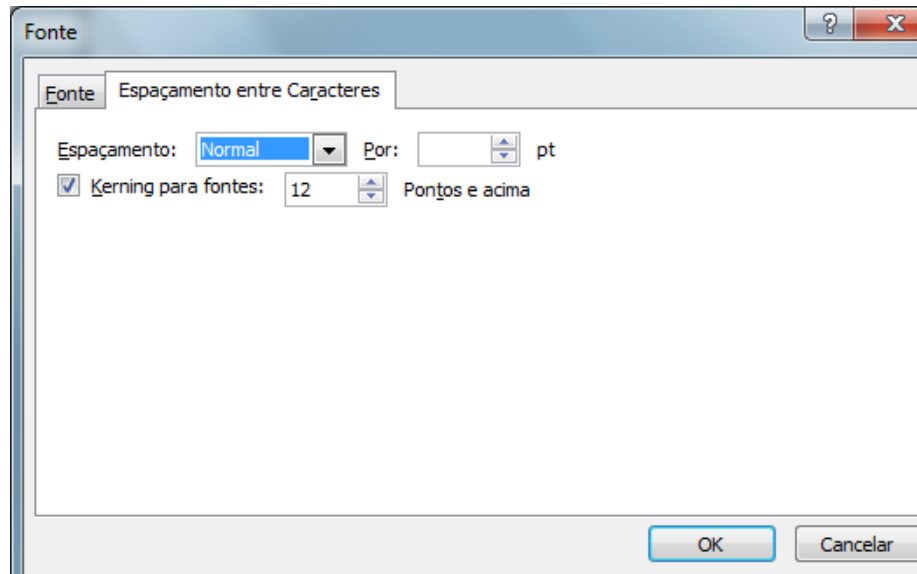 Fonte
Fonte Espaçamento entre Caracteres
Espaçamento: Normal Por: pt
Kerning para fontes: 12 Pontos e acima
OK Cancelar